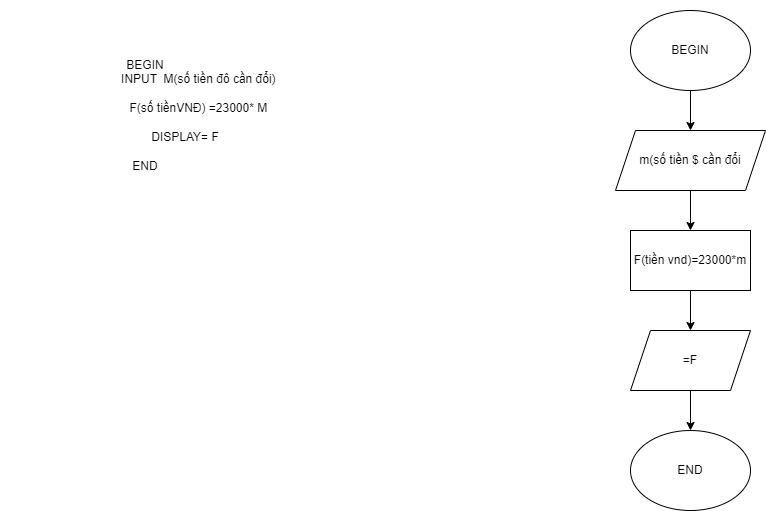 BEGIN
INPUT M(số tiền đô cần đổi)
F(số tiềnVNĐ) =23000* M
DISPLAY= F
END
BEGIN
m(số tiền $ cần đổi
F(tiền vnd)=23000*m
=F
END